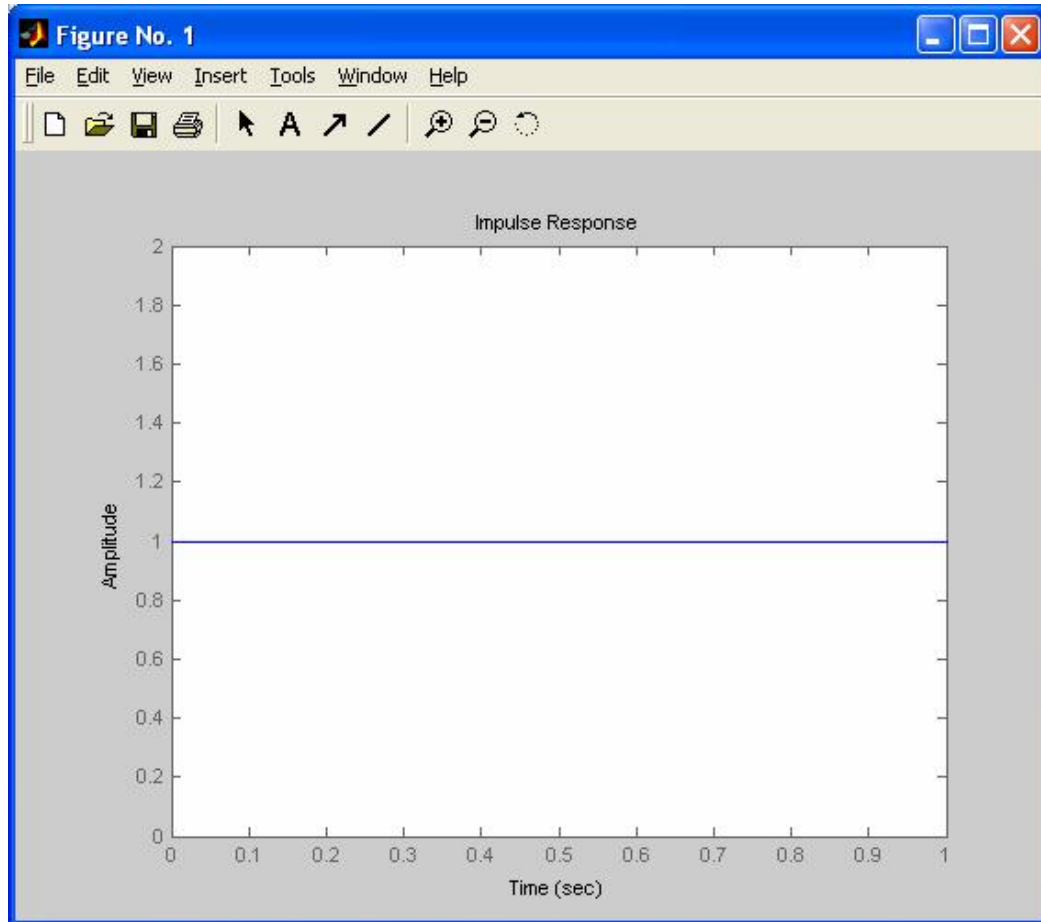 Figure No. 1
File Edit View Insert Tools Window Help
A
Impulse Response
2
1.8
1.6
1.4
1.2
1
0.8
0.6
0.4
0.2
0
Amplitude
0 0.1 0.2 0.3 0.4 0.5 0.6 0.7 0.8 0.9 1
Time (sec)